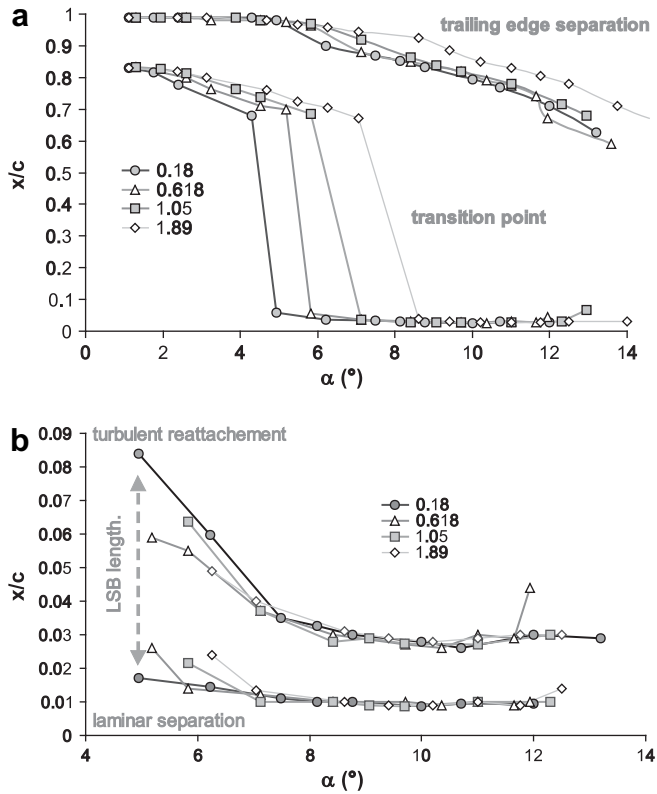 a
1
0.9
0.8
0.7
0.6
0.5
0.4
0.3
0.2
0.1
0
x/c
trailing edge separation
0.18
0.618
1.05
1.89
transition point
0 2 4 6 8 10 12 14
α (°)
b
0.09
0.08
0.07
0.06
0.05
0.04
0.03
0.02
0.01
0
x/c
turbulent reattachement
LSB length.
0.18
0.618
1.05
1.89
laminar separation
4 6 8 10 12 14
α (°)